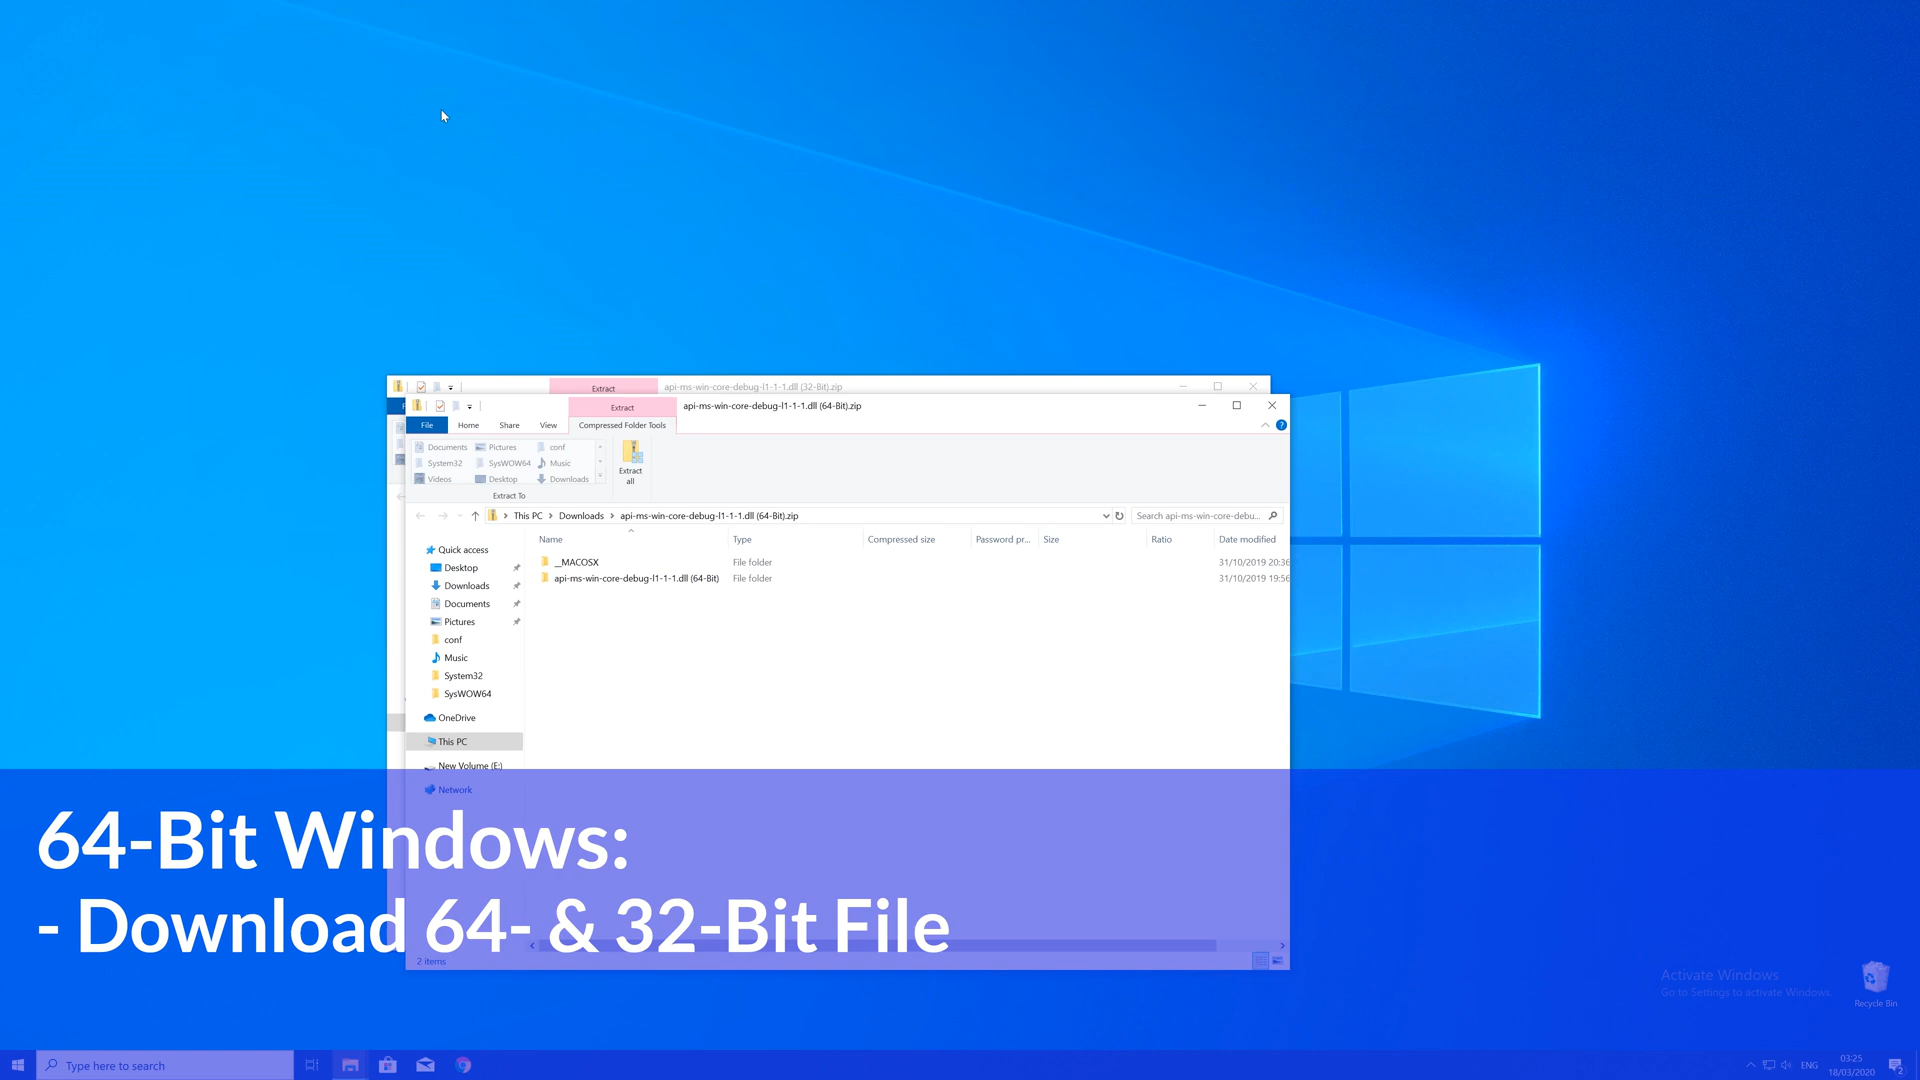 Extract
api-ms-win-core-debug-l1-1-1.dll (32-Bit).zip
Extract
api-ms-win-core-debug-l1-1-1.dll (64-Bit).zip
File
Home
Share
View
Compressed Folder Tools
Documents
Pictures
conf
System32
SysWOW64
Music
Videos
Desktop
Downloads
Extract To
Extract
all
This PC > Downloads > api-ms-win-core-debug-l1-1-1.dll (64-Bit).zip
Search api-ms-win-core-debu...
Name
Type
Compressed size
Password pr...
Size
Ratio
Date modified
__MACOSX
File folder
31/10/2019 20:36
api-ms-win-core-debug-l1-1-1.dll (64-Bit)
File folder
31/10/2019 19:56
Quick access
Desktop
Downloads
Documents
Pictures
conf
Music
System32
SysWOW64
OneDrive
This PC
New Volume (E:)
Network
2 items
64-Bit Windows:
- Download 64- & 32-Bit File
Activate Windows
Go to Settings to activate Windows.
Recycle Bin
Type here to search
ENG
03:25
18/03/2020
2